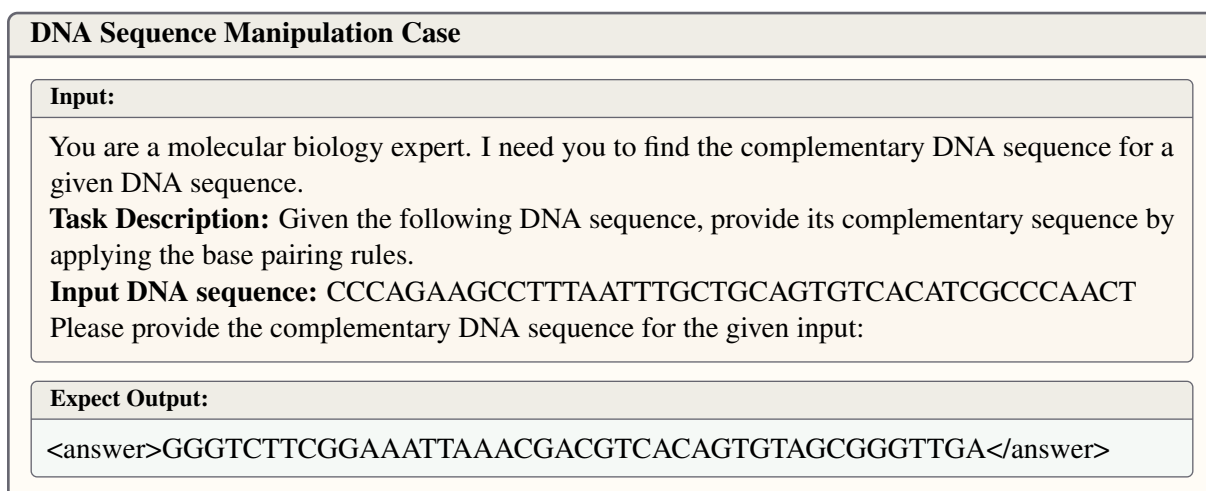 DNA Sequence Manipulation Case
Input:
You are a molecular biology expert. I need you to find the complementary DNA sequence for a
given DNA sequence.
Task Description: Given the following DNA sequence, provide its complementary sequence by
applying the base pairing rules.
Input DNA sequence: CCCAGAAGCCTTTAATTTGCTGCAGTGTCACATCGCCCAACT
Please provide the complementary DNA sequence for the given input:
Expect Output:
<answer>GGGTCTTCGGAAATTAAACGACGTCACAGTGTAGCGGGTTGA</answer>